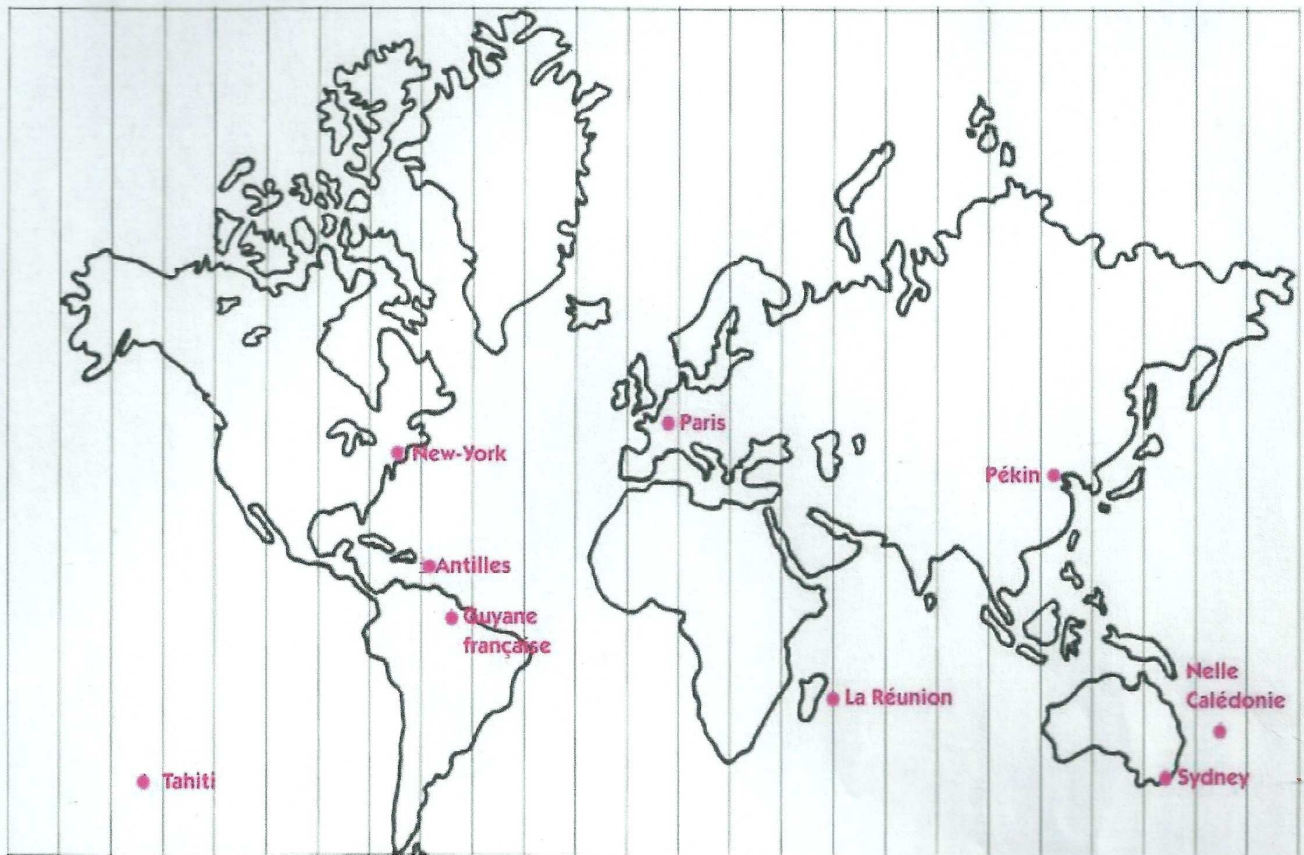 Paris
New-York
Pékin
Antilles
Guyane
française
Nelle
Calédonie
La Réunion
Tahiti
Sydney